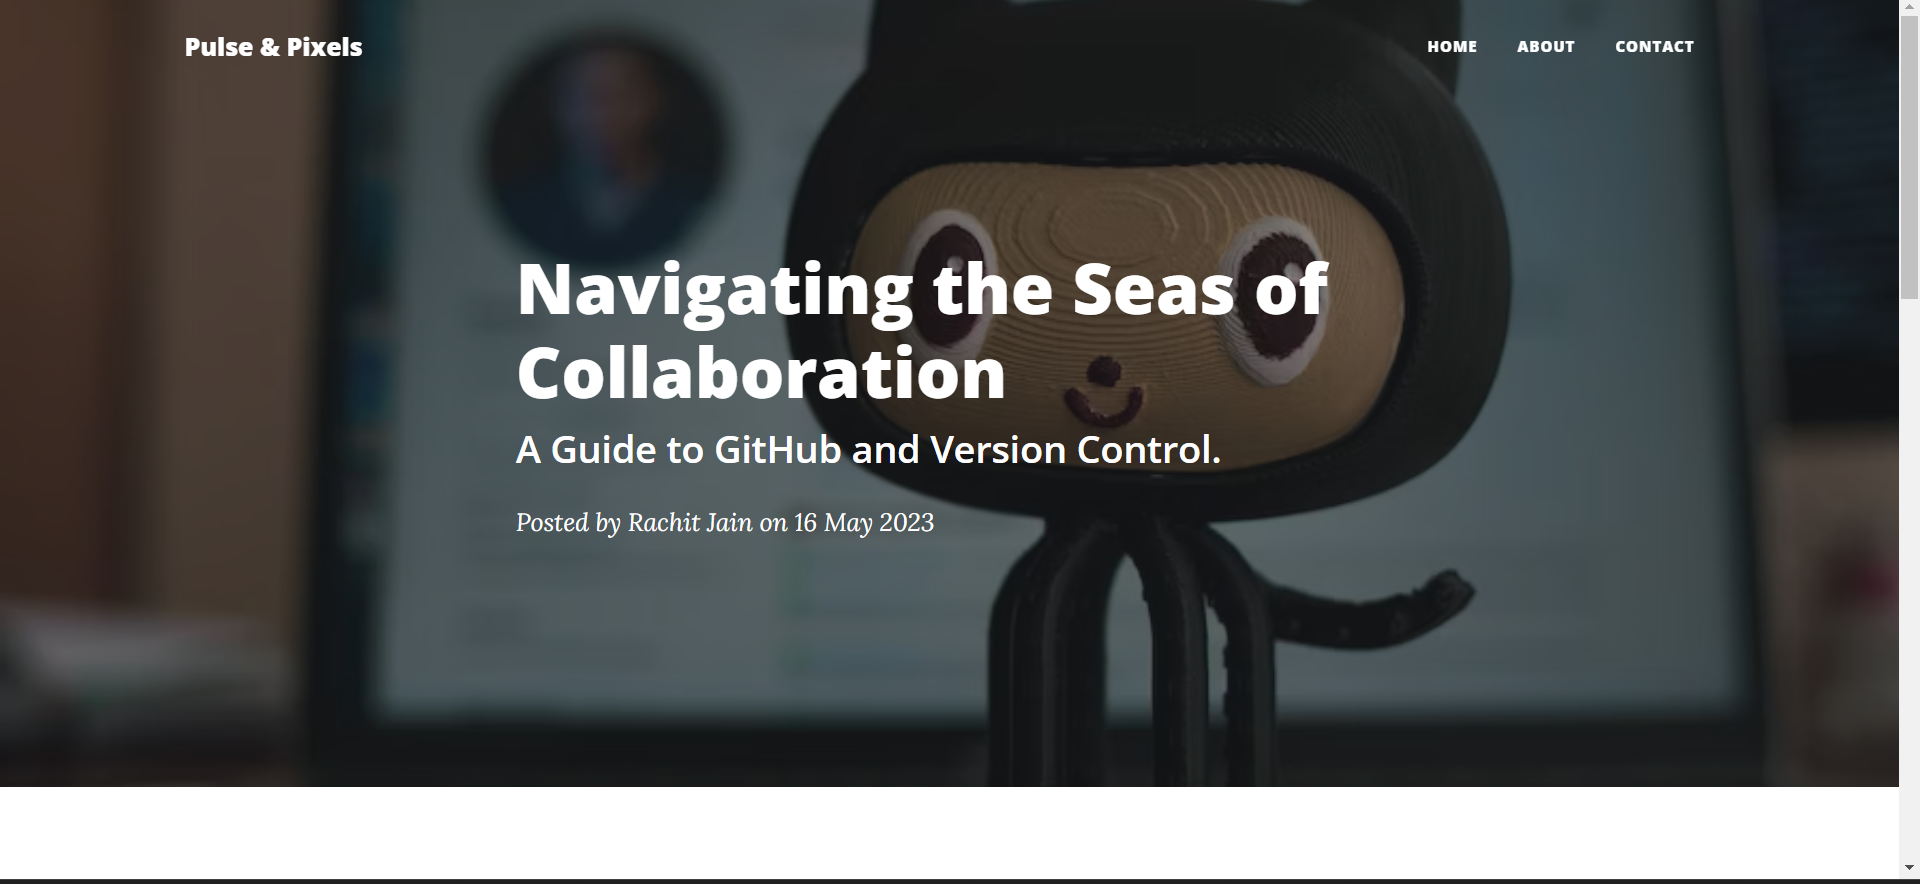 Pulse & Pixels
HOME ABOUT CONTACT
Navigating the Seas of
Collaboration
A Guide to GitHub and Version Control.
Posted by Rachit Jain on 16 May 2023